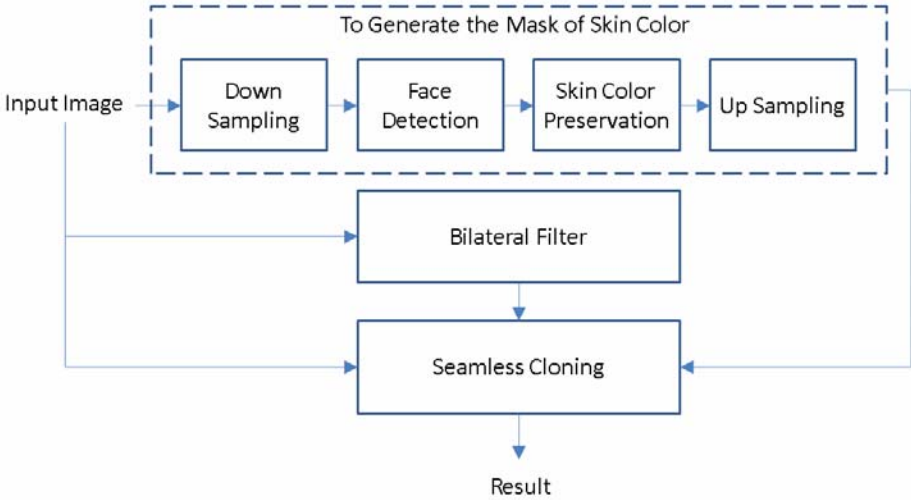 To Generate the Mask of Skin Color
Input Image
Down
Sampling
Face
Detection
Skin Color
Preservation
Up Sampling
Bilateral Filter
Seamless Cloning
Result